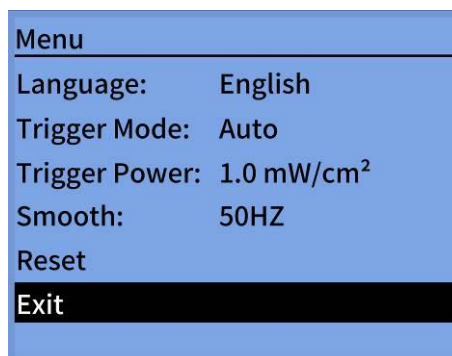 Menu
Language: English
Trigger Mode: Auto
Trigger Power: 1.0 mW/cm²
Smooth: 50HZ
Reset
Exit